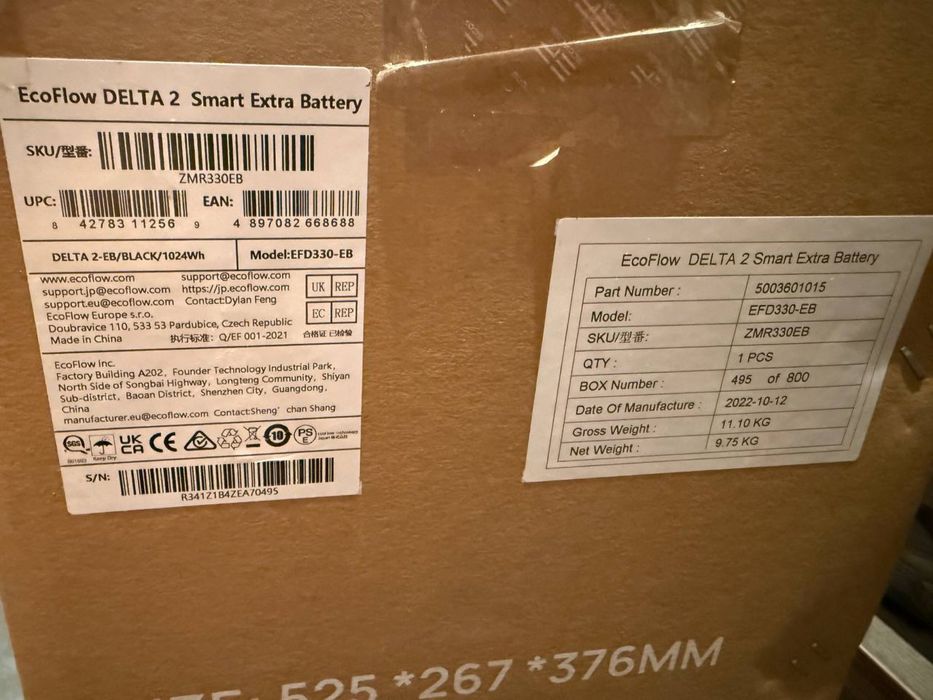 EcoFlow DELTA 2 Smart Extra Battery
SKU/型番:
ZMR330EB
UPC:
8 42783 11256 9
EAN:
4 897082 668688
DELTA 2-EB/BLACK/1024Wh
Model:EFD330-EB
www.ecoflow.com support@ecoflow.com
support.jp@ecoflow.com https://jp.ecoflow.com
support.eu@ecoflow.com Contact:Dylan Feng
EcoFlow Europe s.r.o.
Doubravice 110, 533 53 Pardubice, Czech Republic
Made in China 执行标准: Q/EF 001-2021
UK REP
EC REP
合格证 已检验
EcoFlow Inc.
Factory Building A202, Founder Technology Industrial Park,
North Side of Songbai Highway, Longteng Community, Shiyan
Sub-district, Baoan District, Shenzhen City, Guangdong,
China
manufacturer.eu@ecoflow.com Contact:Sheng' chan Shang
SGS
Keep Dry
UK
CA
CE
10
PS
E
S/N:
R341Z1B4ZEA70495
EcoFlow DELTA 2 Smart Extra Battery
Part Number : 5003601015
Model: EFD330-EB
SKU/型番: ZMR330EB
QTY : 1 PCS
BOX Number : 495 of 800
Date Of Manufacture : 2022-10-12
Gross Weight : 11.10 KG
Net Weight : 9.75 KG
525*267*376MM